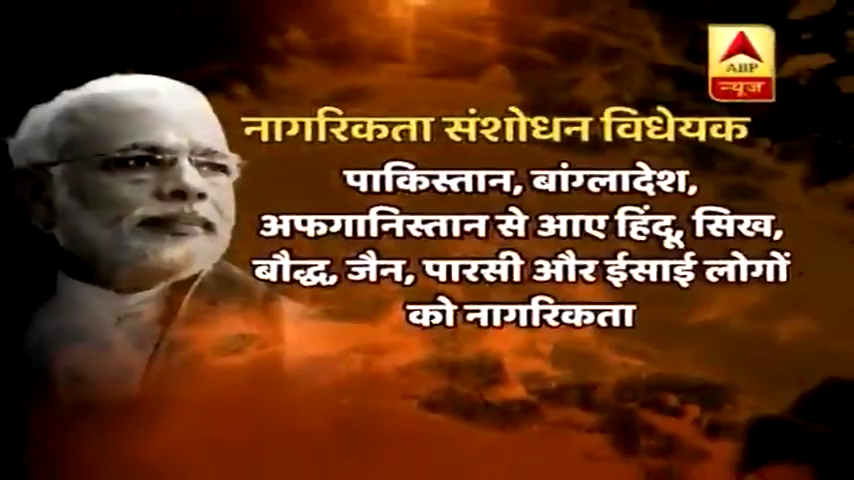 ABP
न्यूज़
नागरिकता संशोधन विधेयक
पाकिस्तान, बांग्लादेश,
अफगानिस्तान से आए हिंदू, सिख,
बौद्ध, जैन, पारसी और ईसाई लोगों
को नागरिकता